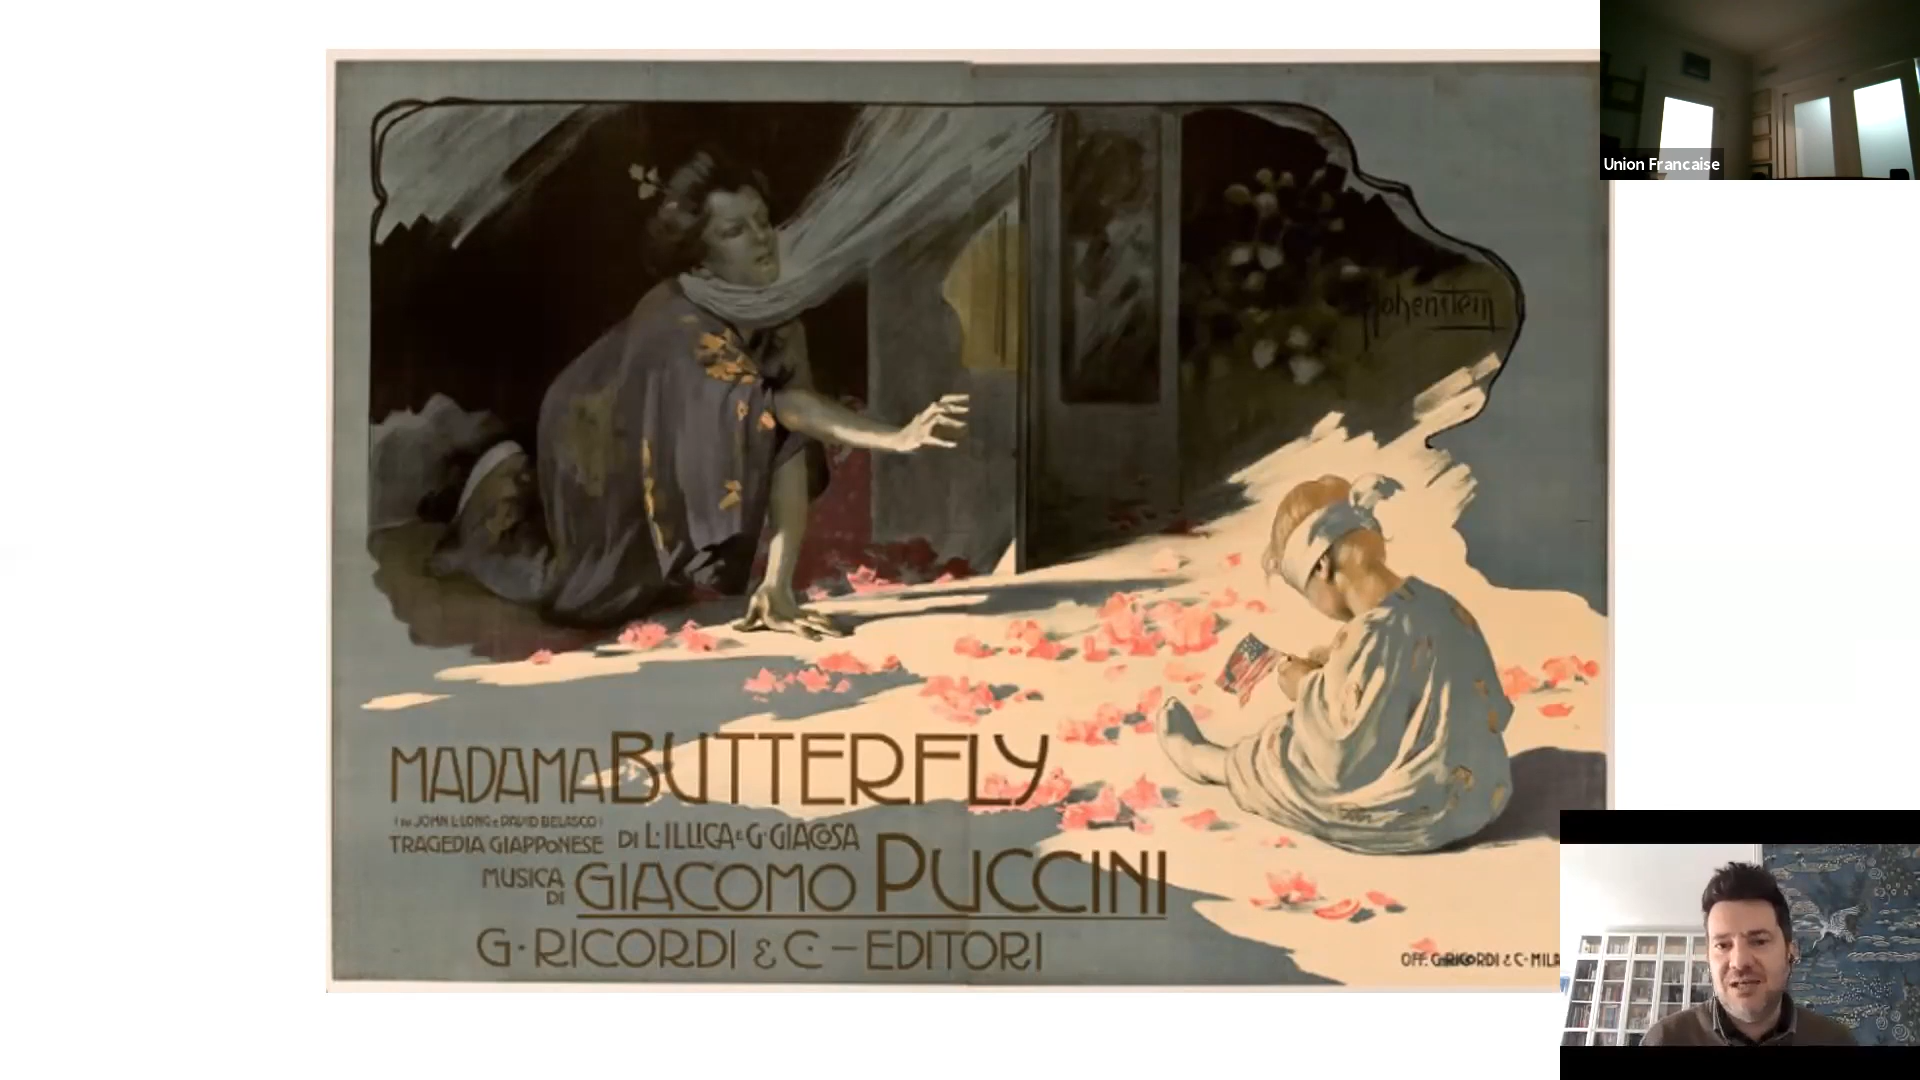 Union Francaise
Hohenstein
MADAMA BUTTERFLY
(DA JOHN L. LONG E DAVID BELASCO)
TRAGEDIA GIAPPONESE DI L. ILLICA E G. GIACOSA
MUSICA DI GIACOMO PUCCINI
G. RICORDI & C - EDITORI
OFF. G. RICORDI & C - MILA